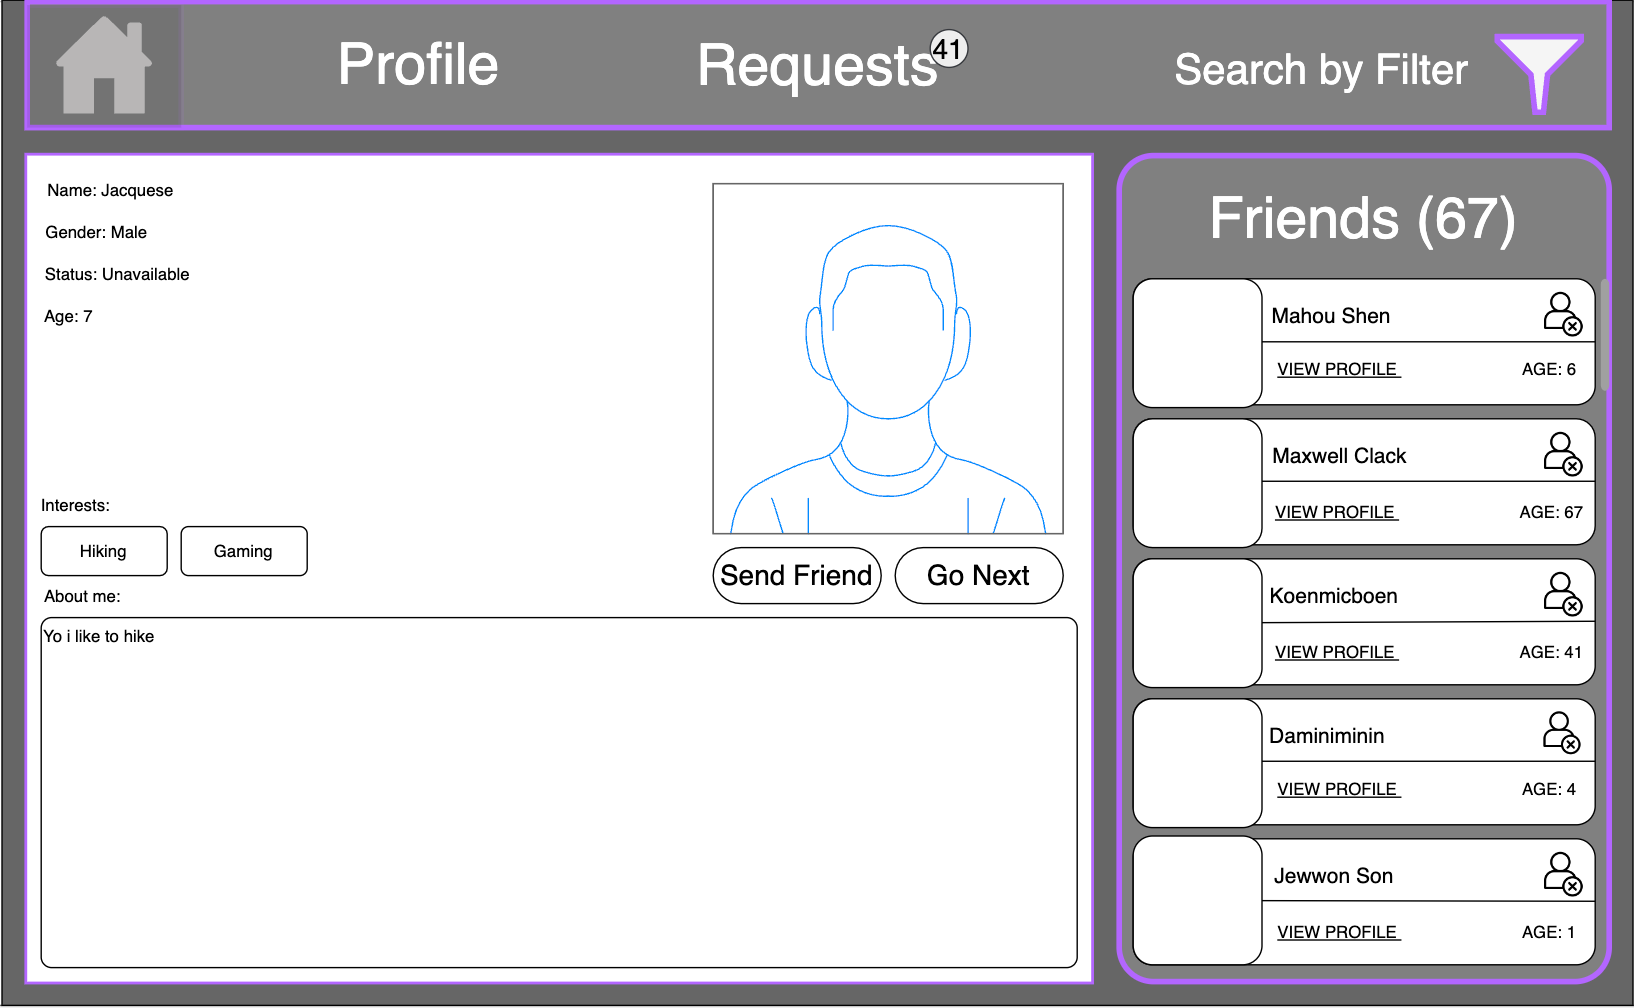 Profile
Requests
41
Search by Filter
Name: Jacquese
Gender: Male
Status: Unavailable
Age: 7
Interests:
Hiking
Gaming
About me:
Yo i like to hike
Send Friend
Go Next
Friends (67)
Mahou Shen
VIEW PROFILE
AGE: 6
Maxwell Clack
VIEW PROFILE
AGE: 67
Koenmicboen
VIEW PROFILE
AGE: 41
Daminiminin
VIEW PROFILE
AGE: 4
Jewwon Son
VIEW PROFILE
AGE: 1